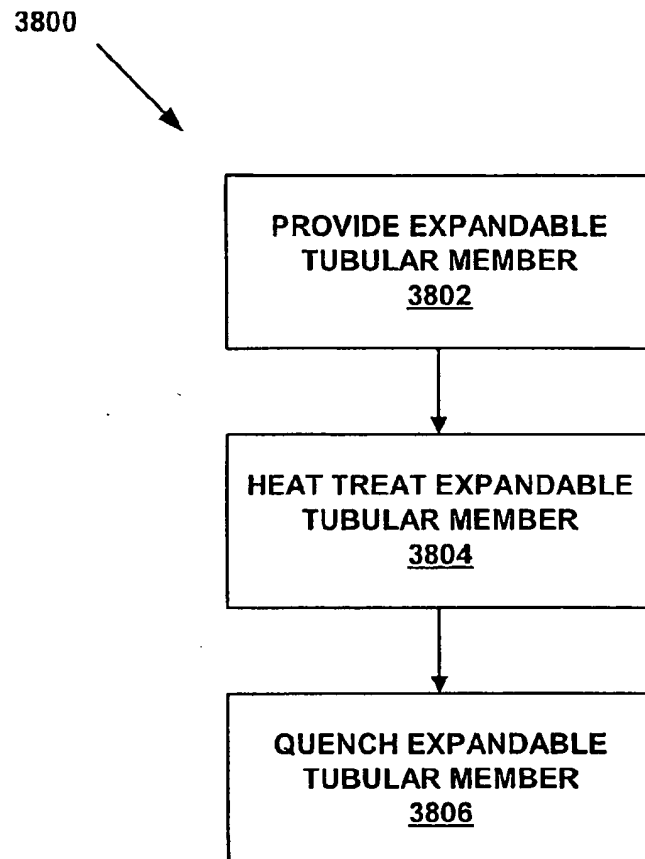 3800
PROVIDE EXPANDABLE
TUBULAR MEMBER
3802
HEAT TREAT EXPANDABLE
TUBULAR MEMBER
3804
QUENCH EXPANDABLE
TUBULAR MEMBER
3806